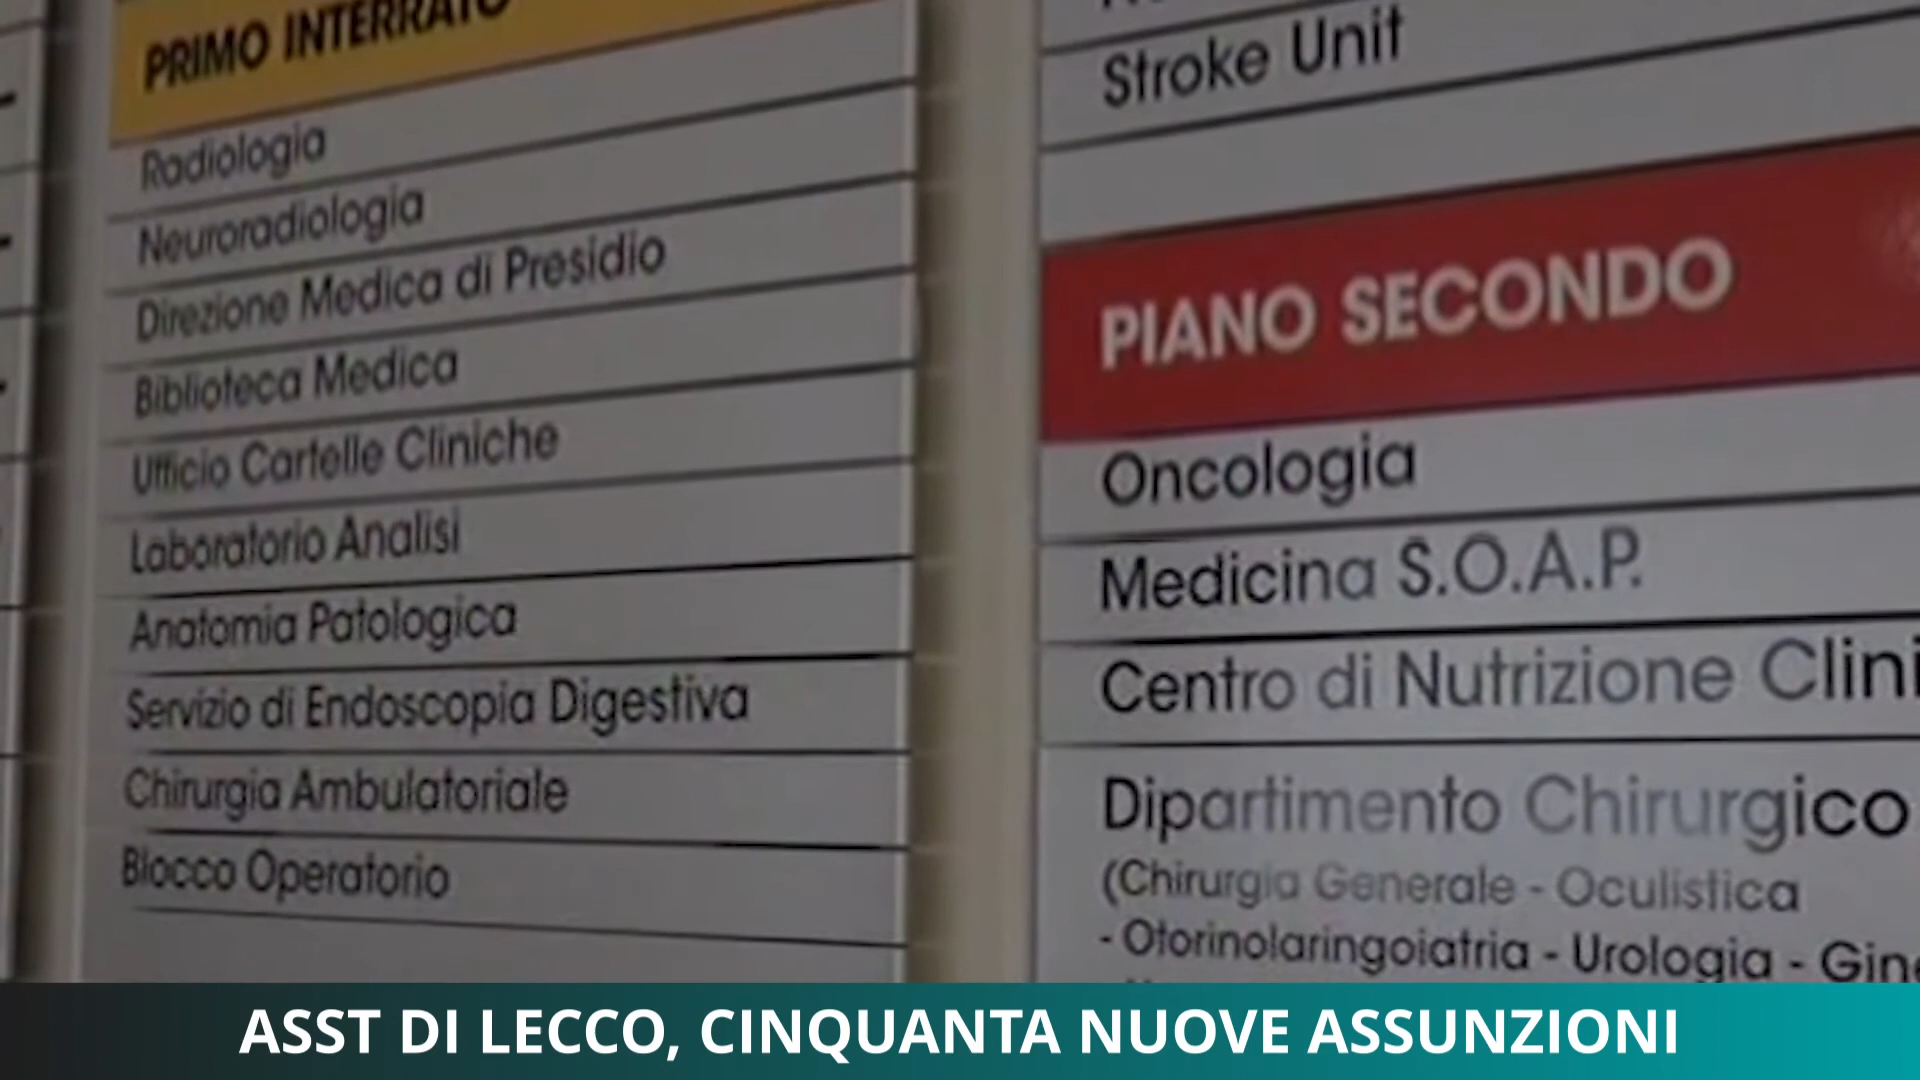 PRIMO INTERRATO
Radiologia
Neuroradiologia
Direzione Medica di Presidio
Biblioteca Medica
Ufficio Cartelle Cliniche
Laboratorio Analisi
Anatomia Patologica
Servizio di Endoscopia Digestiva
Chirurgia Ambulatoriale
Blocco Operatorio
Stroke Unit
PIANO SECONDO
Oncologia
Medicina S.O.A.P.
Centro di Nutrizione Clini
Dipartimento Chirurgico
(Chirurgia Generale - Oculistica
- Otorinolaringoiatria - Urologia - Gine
ASST DI LECCO, CINQUANTA NUOVE ASSUNZIONI